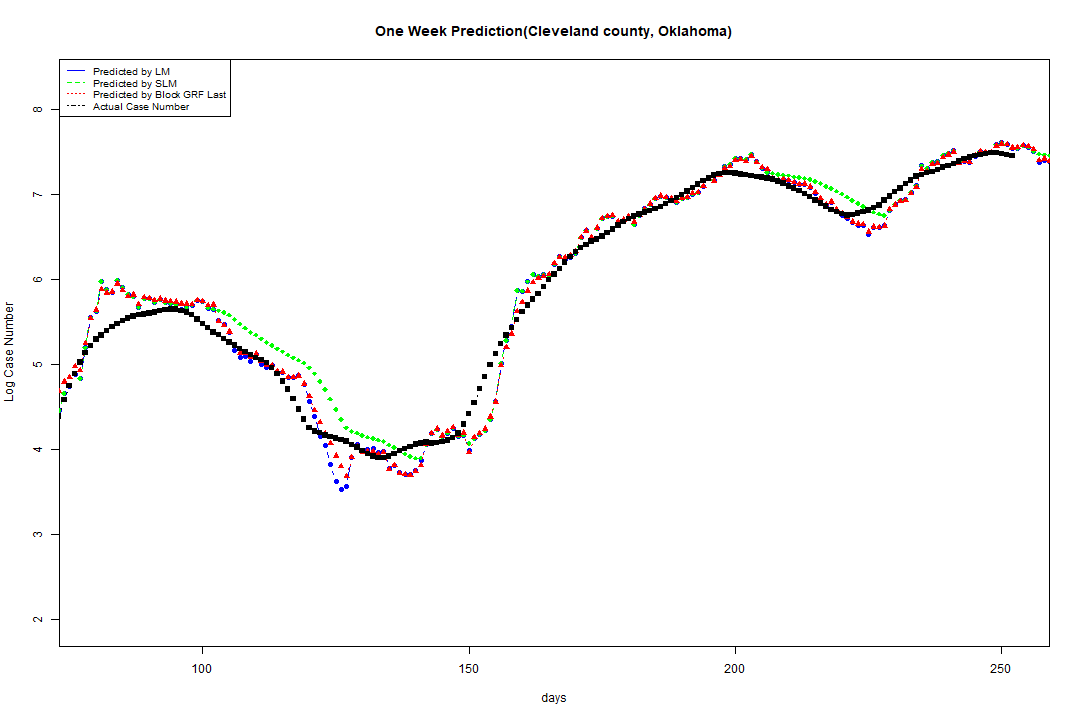 One Week Prediction(Cleveland county, Oklahoma)
Predicted by LM
Predicted by SLM
Predicted by Block GRF Last
Actual Case Number
8
7
6
5
4
3
2
Log Case Number
100 150 200 250
days